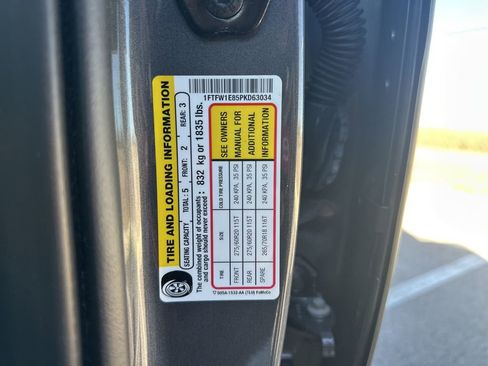 TIRE AND LOADING INFORMATION
SEATING CAPACITY TOTAL : 5 FRONT: 2 REAR: 3
The combined weight of occupants
and cargo should never exceed : 832 kg or 1835 lbs.
1FTFW1E85PKD63034
TIRE SIZE COLD TIRE PRESSURE SEE OWNERS
FRONT 275/60R20 115T 240 KPA, 35 PSI MANUAL FOR
REAR 275/60R20 115T 240 KPA, 35 PSI ADDITIONAL
SPARE 265/70R18 116T 240 KPA, 35 PSI INFORMATION